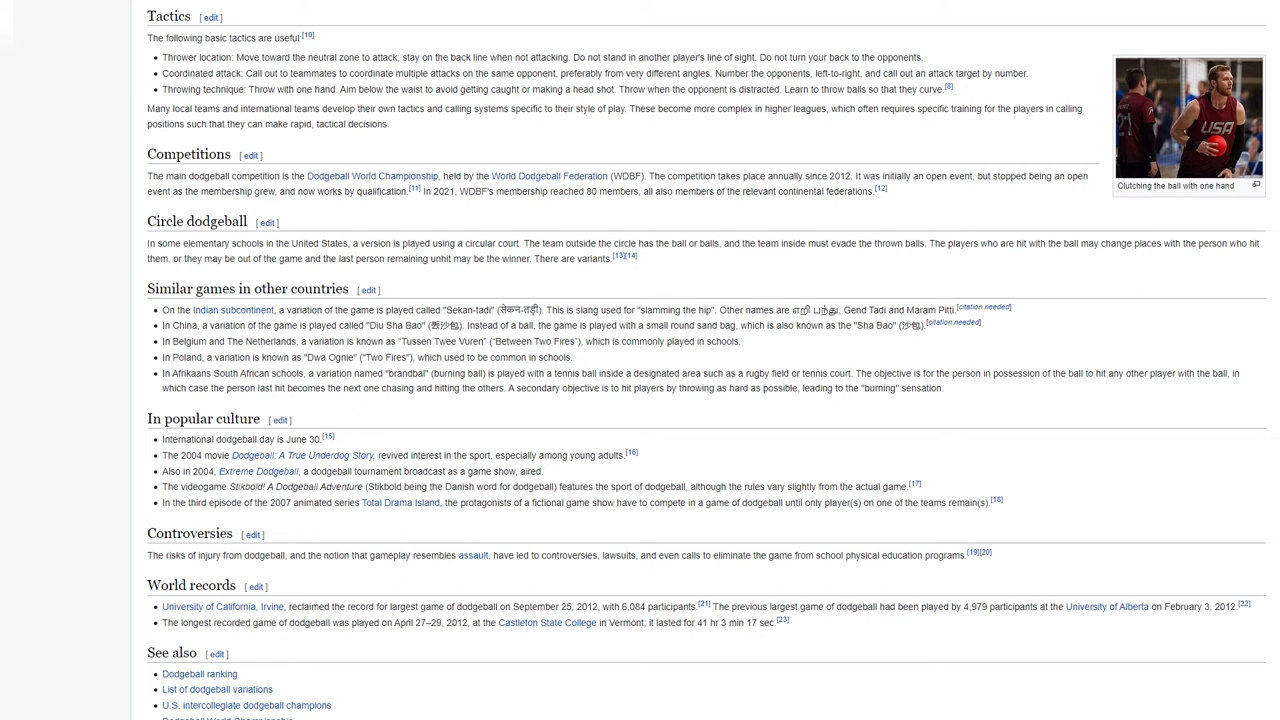 Tactics [ edit ]
The following basic tactics are useful:[10]
• Thrower location: Move toward the neutral zone to attack; stay on the back line when not attacking. Do not stand in another player's line of sight. Do not turn your back to the opponents.
• Coordinated attack: Call out to teammates to coordinate multiple attacks on the same opponent, preferably from very different angles. Number the opponents, left-to-right, and call out an attack target by number.
• Throwing technique: Throw with one hand. Aim below the waist to avoid getting caught or making a head shot. Throw when the opponent is distracted. Learn to throw balls so that they curve.[8]
Many local teams and international teams develop their own tactics and calling systems specific to their style of play. These become more complex in higher leagues, which often requires specific training for the players in calling
positions such that they can make rapid, tactical decisions.
21
USA
Clutching the ball with one hand
Competitions [ edit ]
The main dodgeball competition is the Dodgeball World Championship, held by the World Dodgeball Federation (WDBF). The competition takes place annually since 2012. It was initially an open event, but stopped being an open
event as the membership grew, and now works by qualification.[11] In 2021, WDBF's membership reached 80 members, all also members of the relevant continental federations.[12]
Circle dodgeball [ edit ]
In some elementary schools in the United States, a version is played using a circular court. The team outside the circle has the ball or balls, and the team inside must evade the thrown balls. The players who are hit with the ball may change places with the person who hit
them, or they may be out of the game and the last person remaining unhit may be the winner. There are variants.[13][14]
Similar games in other countries [ edit ]
• On the Indian subcontinent, a variation of the game is played called "Sekan-tadi" (सेकन-तड़ी). This is slang used for "slamming the hip". Other names are எறி பந்து, Gend Tadi and Maram Pitti.[citation needed]
• In China, a variation of the game is played called "Diu Sha Bao" (丢沙包). Instead of a ball, the game is played with a small round sand bag, which is also known as the "Sha Bao" (沙包).[citation needed]
• In Belgium and The Netherlands, a variation is known as "Tussen Twee Vuren" ("Between Two Fires"), which is commonly played in schools.
• In Poland, a variation is known as "Dwa Ognie" ("Two Fires"), which used to be common in schools.
• In Afrikaans South African schools, a variation named "brandbal" (burning ball) is played with a tennis ball inside a designated area such as a rugby field or tennis court. The objective is for the person in possession of the ball to hit any other player with the ball, in
which case the person last hit becomes the next one chasing and hitting the others. A secondary objective is to hit players by throwing as hard as possible, leading to the "burning" sensation.
In popular culture [ edit ]
• International dodgeball day is June 30.[15]
• The 2004 movie Dodgeball: A True Underdog Story, revived interest in the sport, especially among young adults.[16]
• Also in 2004, Extreme Dodgeball, a dodgeball tournament broadcast as a game show, aired.
• The videogame Stikbold! A Dodgeball Adventure (Stikbold being the Danish word for dodgeball) features the sport of dodgeball, although the rules vary slightly from the actual game.[17]
• In the third episode of the 2007 animated series Total Drama Island, the protagonists of a fictional game show have to compete in a game of dodgeball until only player(s) on one of the teams remain(s).[18]
Controversies [ edit ]
The risks of injury from dodgeball, and the notion that gameplay resembles assault, have led to controversies, lawsuits, and even calls to eliminate the game from school physical education programs.[19][20]
World records [ edit ]
• University of California, Irvine, reclaimed the record for largest game of dodgeball on September 25, 2012, with 6,084 participants.[21] The previous largest game of dodgeball had been played by 4,979 participants at the University of Alberta on February 3, 2012.[22]
• The longest recorded game of dodgeball was played on April 27–29, 2012, at the Castleton State College in Vermont; it lasted for 41 hr 3 min 17 sec.[23]
See also [ edit ]
• Dodgeball ranking
• List of dodgeball variations
• U.S. intercollegiate dodgeball champions
Dodgeball World Championship